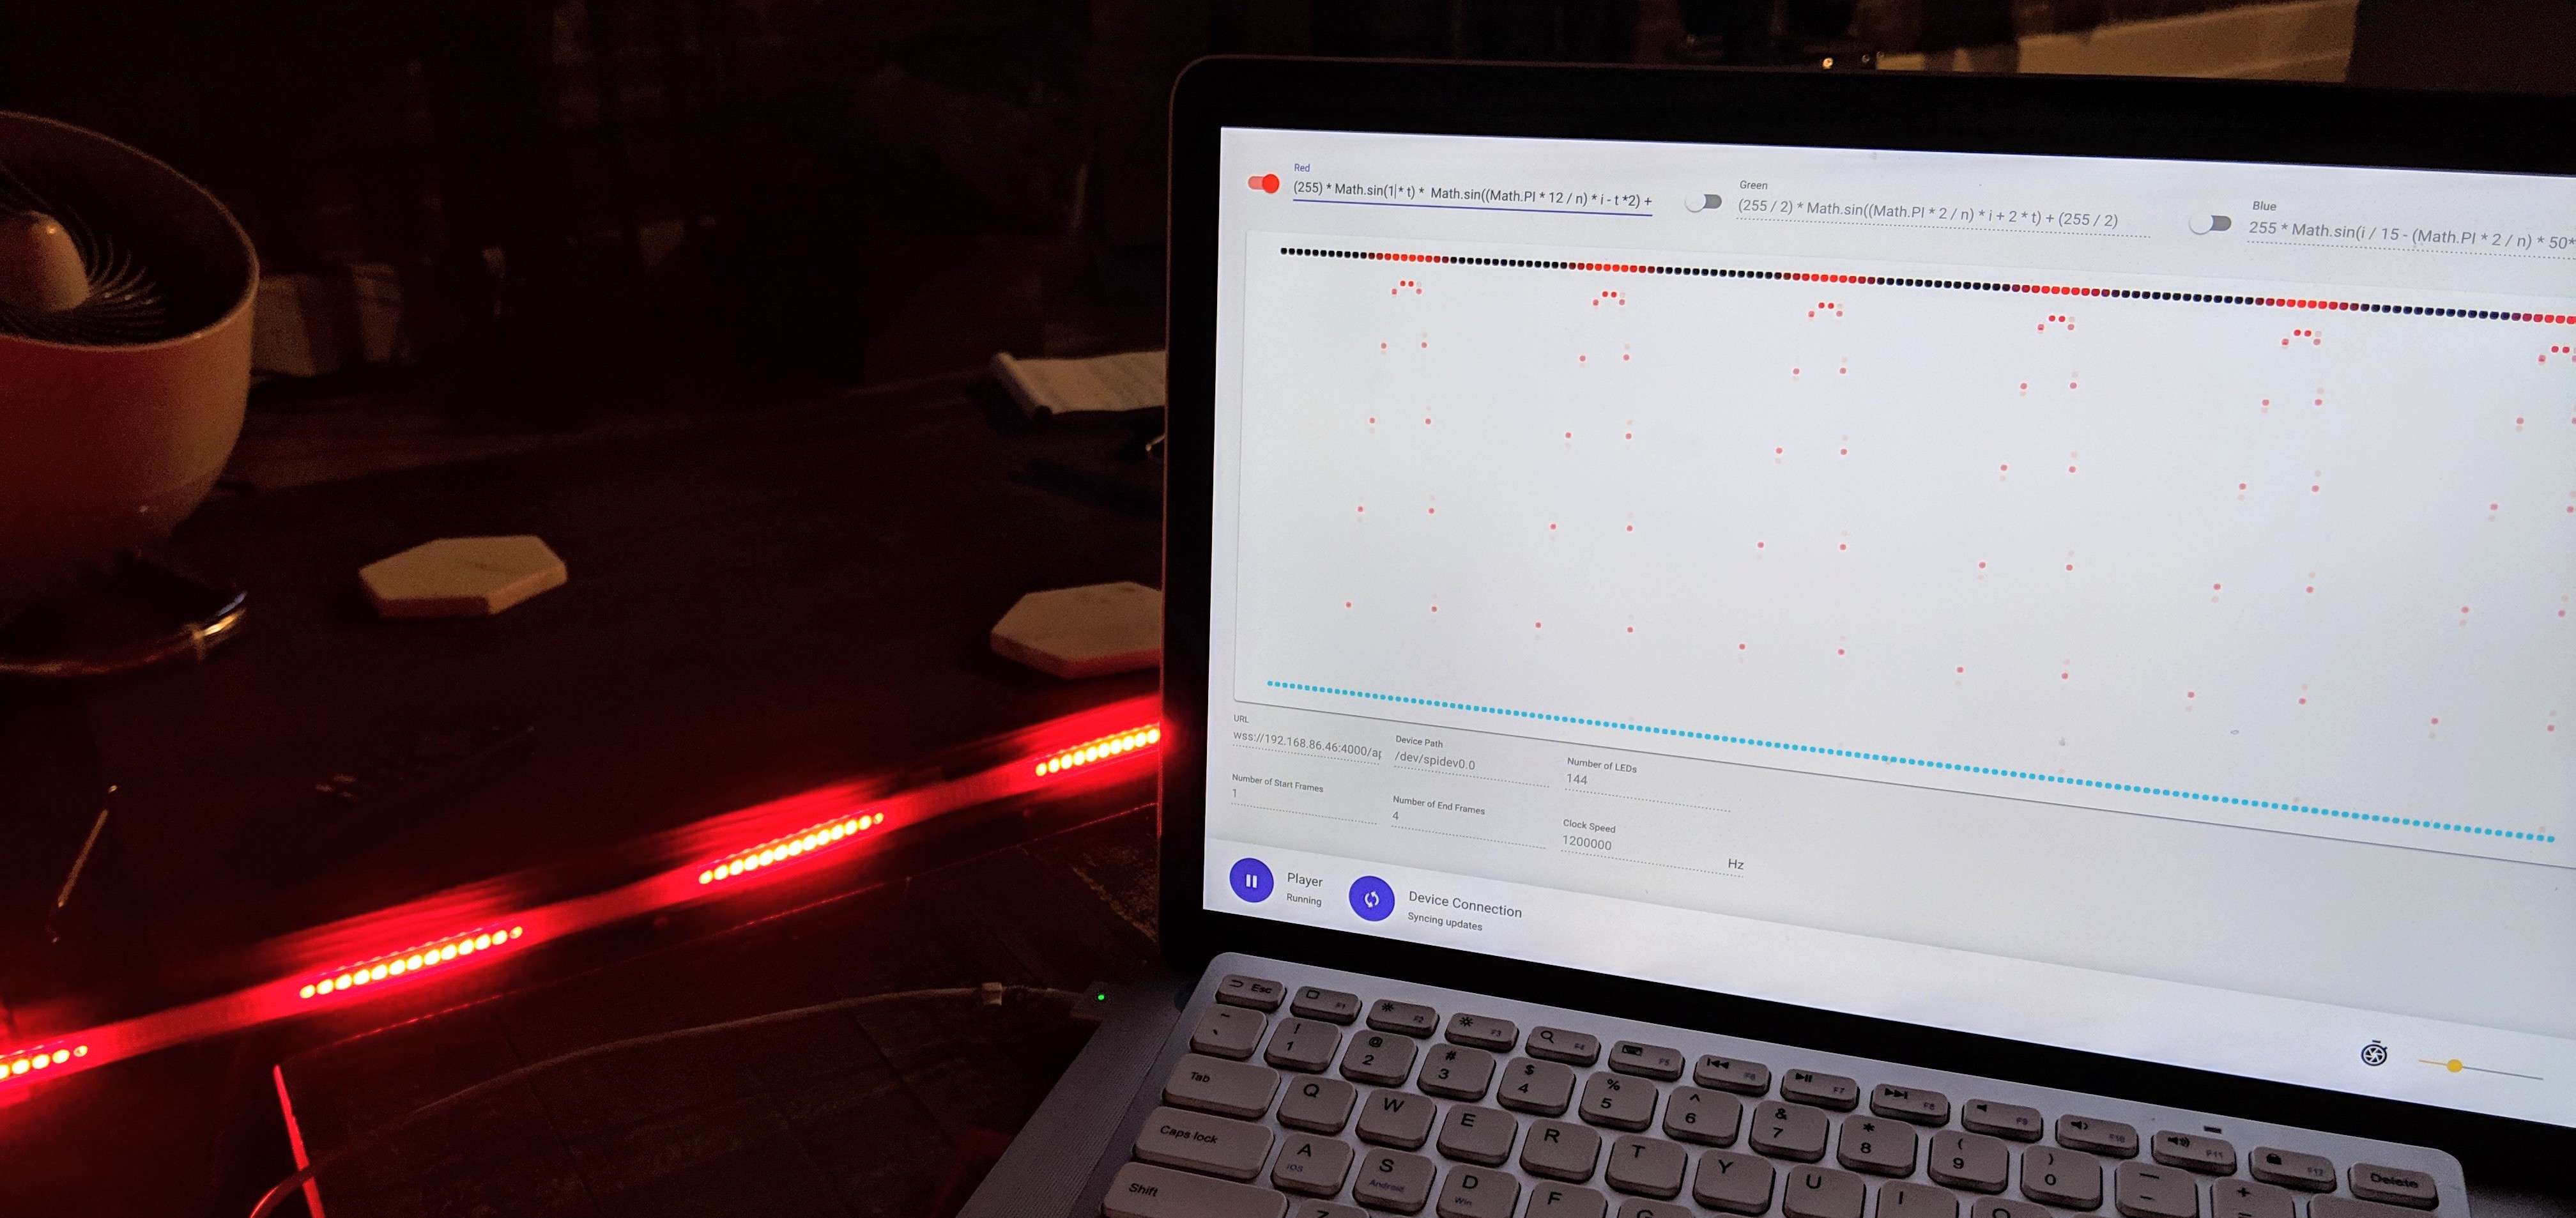 Red
(255) * Math.sin(1 * t) * Math.sin((Math.PI * 12 / n) * i - t *2) +
Green
(255 / 2) * Math.sin((Math.PI * 2 / n) * i + 2 * t) + (255 / 2)
Blue
255 * Math.sin(i / 15 - (Math.PI * 2 / n) * 50*
URL
wss://192.168.86.46:4000/ap
Device Path
/dev/spidev0.0
Number of LEDs
144
Number of Start Frames
1
Number of End Frames
4
Clock Speed
1200000
Hz
Player
Running
Device Connection
Syncing updates
Esc F1 F2 F3 F4 F5 F6 F7 F8 F9 F10 F11 F12 Delete
~ ` ! 1 @ 2 # 3 $ 4 % 5 ^ 6 & 7 * 8 ( 9 ) 0 — - + =
Tab Q W E R T Y U I O
Caps lock A iOS S Android D Win F G
Shift Z